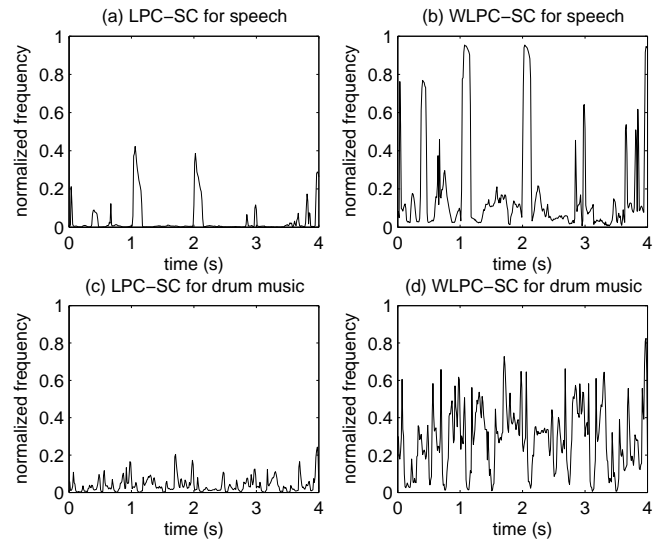 (a) LPC−SC for speech
normalized frequency
1
0.8
0.6
0.4
0.2
0
0 1 2 3 4
time (s)
(b) WLPC−SC for speech
normalized frequency
1
0.8
0.6
0.4
0.2
0
0 1 2 3 4
time (s)
(c) LPC−SC for drum music
normalized frequency
1
0.8
0.6
0.4
0.2
0
0 1 2 3 4
time (s)
(d) WLPC−SC for drum music
normalized frequency
1
0.8
0.6
0.4
0.2
0
0 1 2 3 4
time (s)